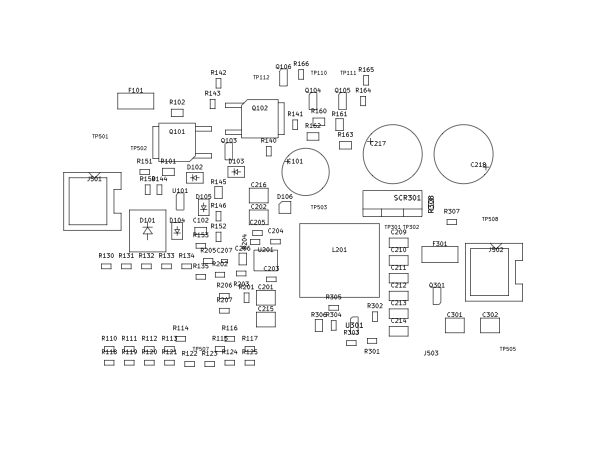 Q106 R166
R142 TP112 TP110 TP111 R165
F101 R143 Q104 Q105 R164
R102 Q102 R141 R160 R161
TP501 Q101 R162
TP502 Q103 R140 R163 C217
R151 R101 D102 D103 C101 C218
J501 R144 U101 R145 C216
D105 R146 C202 D106 TP503 SCR301 R308
D101 D104 C102 R152 C205 R307 TP508
R153 C204 TP301 TP302 C209
R130 R131 R132 R133 R134 R205 C207 C206 U201 L201 C210 F301 J502
R135 R202 C203 C211
R206 R203 R201 C201 C212 Q301
R207 C215 R305 R302 C213
R306 R304 U301 C214 C301 C302
R114 R116 R303
R110 R111 R112 R113 R115 R117
R118 R119 R120 R121 TP507 R301 J503 TP505
R122 R123 R124 R125